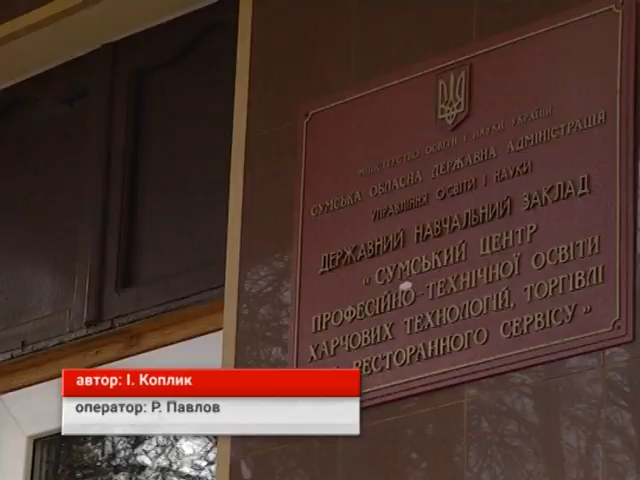 МІНІСТЕРСТВО ОСВІТИ І НАУКИ УКРАЇНИ
СУМСЬКА ОБЛАСНА ДЕРЖАВНА АДМІНІСТРАЦІЯ
УПРАВЛІННЯ ОСВІТИ І НАУКИ
ДЕРЖАВНИЙ НАВЧАЛЬНИЙ ЗАКЛАД
"СУМСЬКИЙ ЦЕНТР
ПРОФЕСІЙНО-ТЕХНІЧНОЇ ОСВІТИ
ХАРЧОВИХ ТЕХНОЛОГІЙ, ТОРГІВЛІ
РЕСТОРАННОГО СЕРВІСУ"
автор: І. Коплик
оператор: Р. Павлов